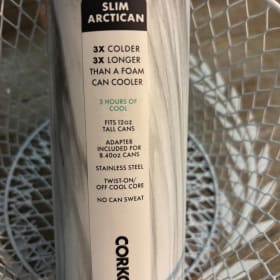 SLIM
ARCTICAN
3X COLDER
3X LONGER
THAN A FOAM
CAN COOLER
3 HOURS OF
COOL
FITS 12oz
TALL CANS
ADAPTER
INCLUDED FOR
8.40oz CANS
STAINLESS STEEL
TWIST-ON/
OFF COOL CORE
NO CAN SWEAT
CORK